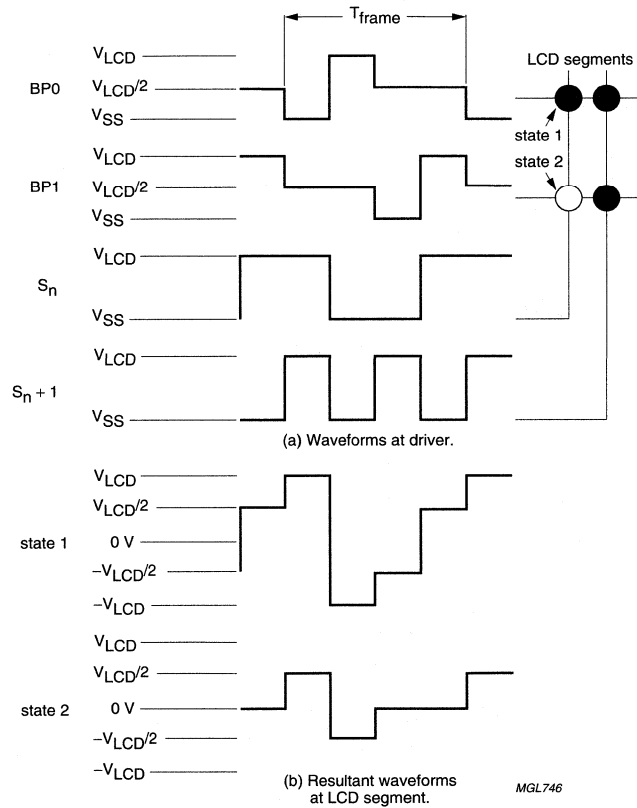 Tframe
BP0
VLCD
VLCD/2
VSS
LCD segments
state 1
state 2
BP1
VLCD
VLCD/2
VSS
Sn
VLCD
VSS
Sn + 1
VLCD
VSS
(a) Waveforms at driver.
state 1
VLCD
VLCD/2
0 V
−VLCD/2
−VLCD
state 2
VLCD
VLCD/2
0 V
−VLCD/2
−VLCD
(b) Resultant waveforms
at LCD segment.
MGL746